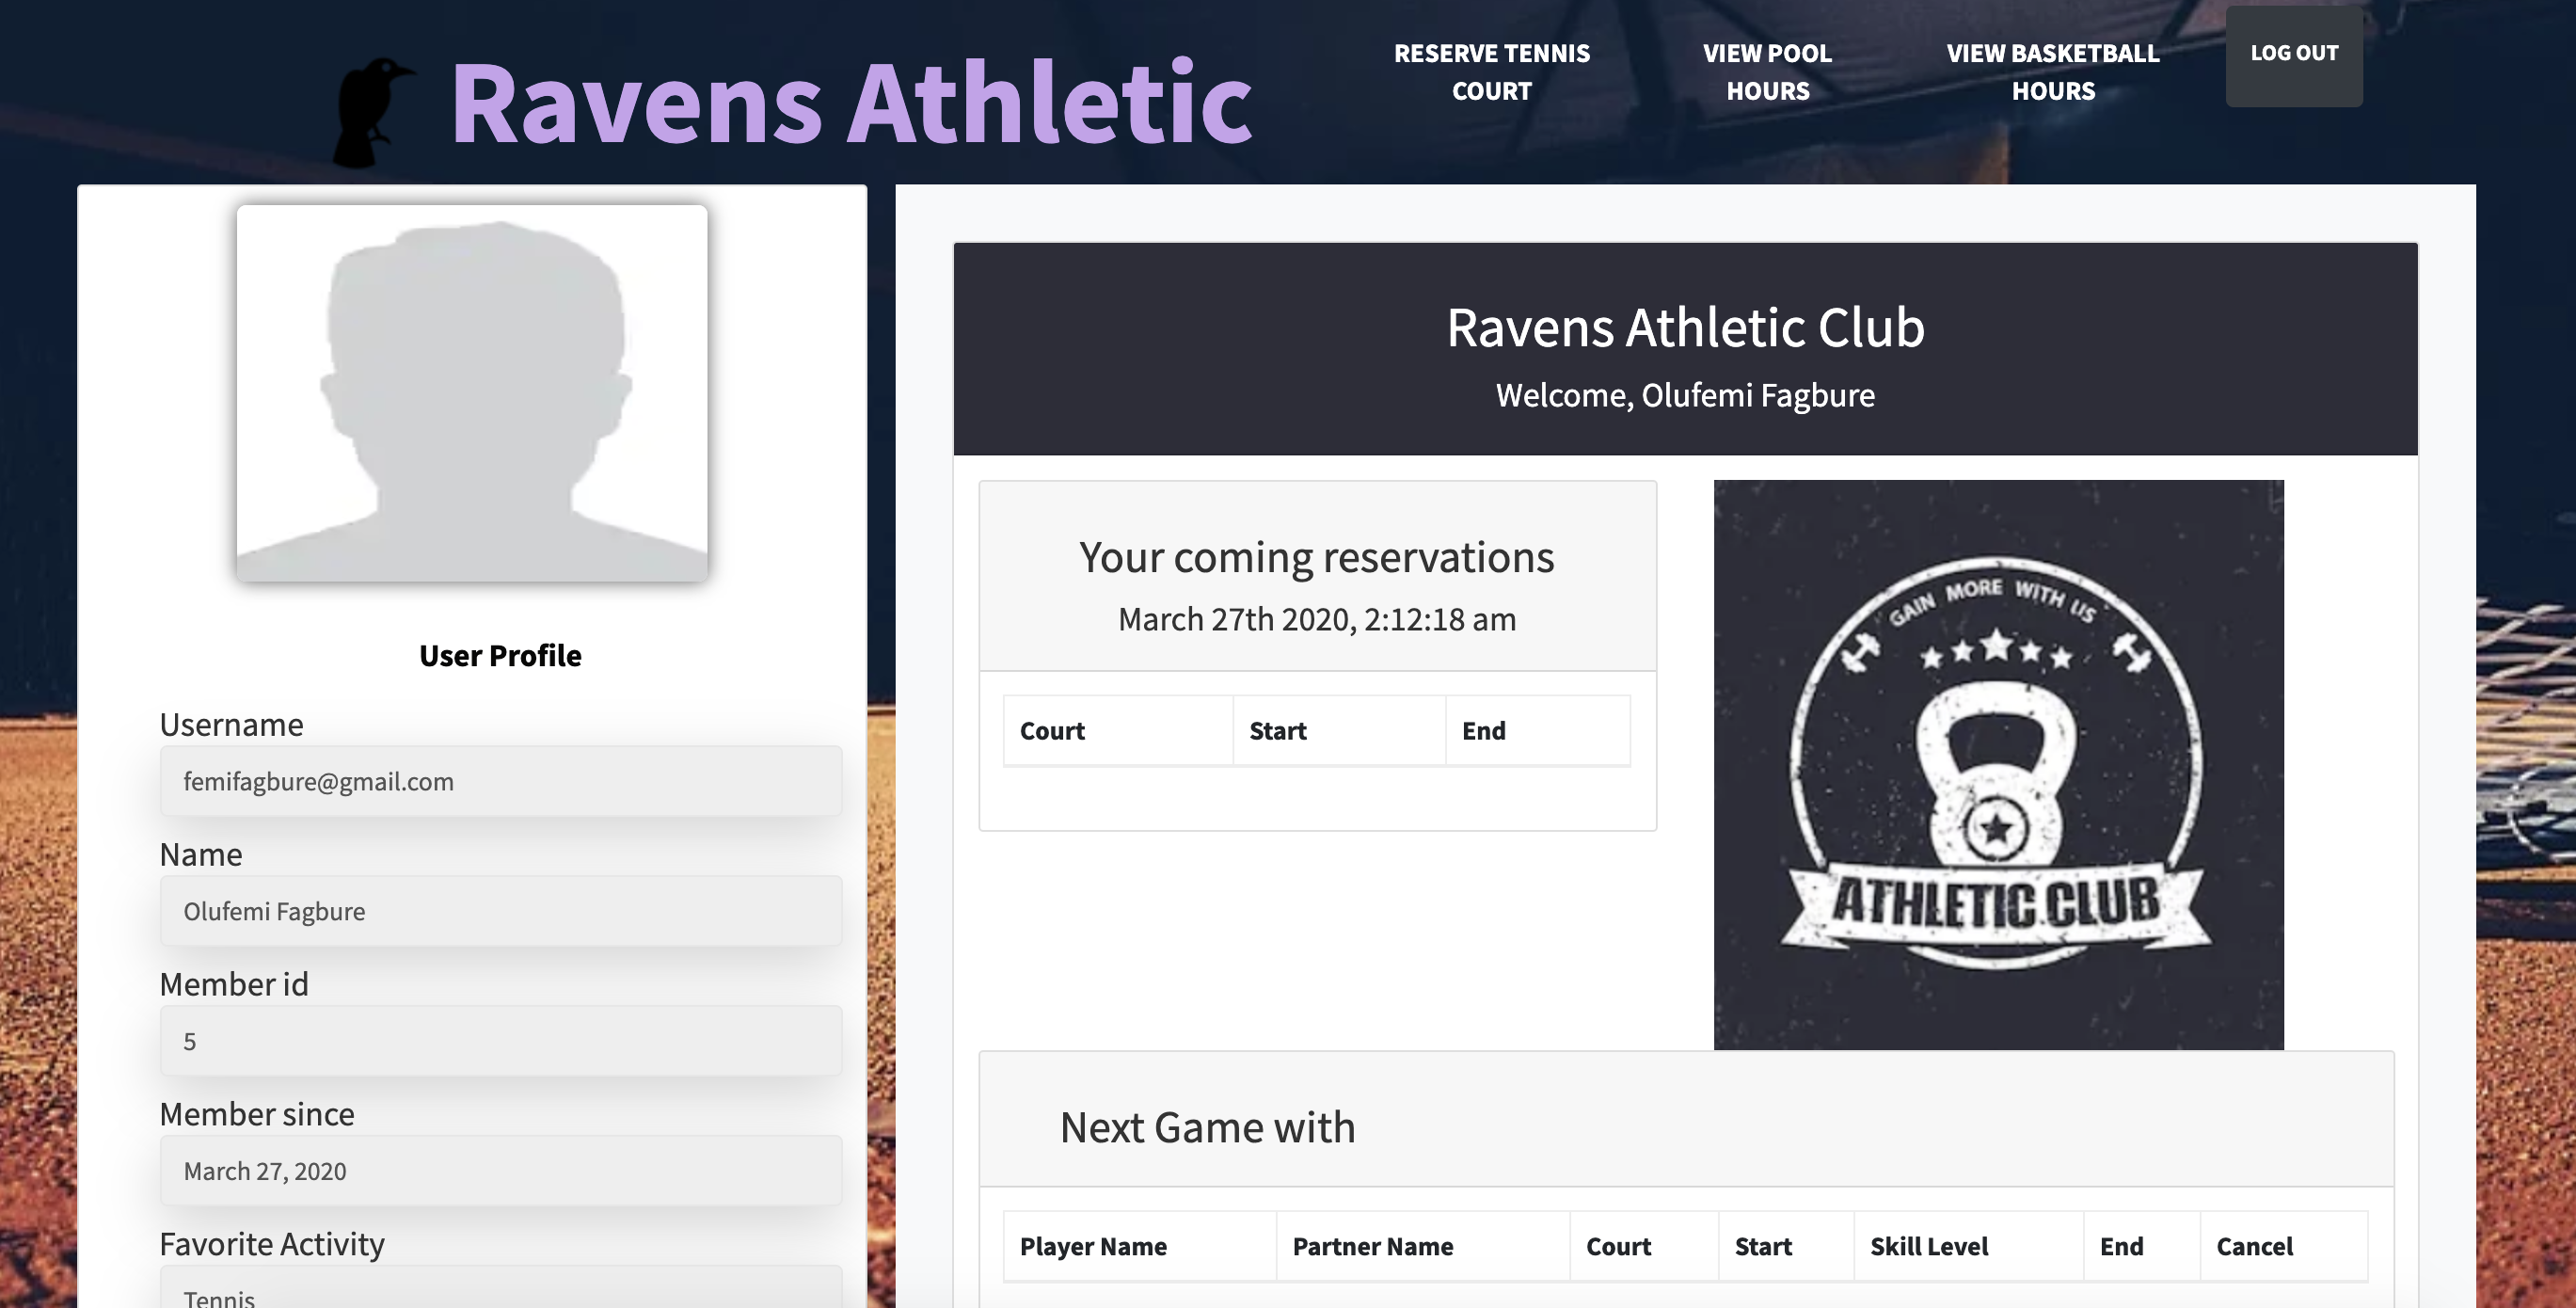 Ravens Athletic
RESERVE TENNIS
COURT
VIEW POOL
HOURS
VIEW BASKETBALL
HOURS
LOG OUT
User Profile
Username
femifagbure@gmail.com
Name
Olufemi Fagbure
Member id
5
Member since
March 27, 2020
Favorite Activity
Tennis
Ravens Athletic Club
Welcome, Olufemi Fagbure
Your coming reservations
March 27th 2020, 2:12:18 am
Court Start End
GAIN MORE WITH US
ATHLETIC CLUB
Next Game with
Player Name Partner Name Court Start Skill Level End Cancel